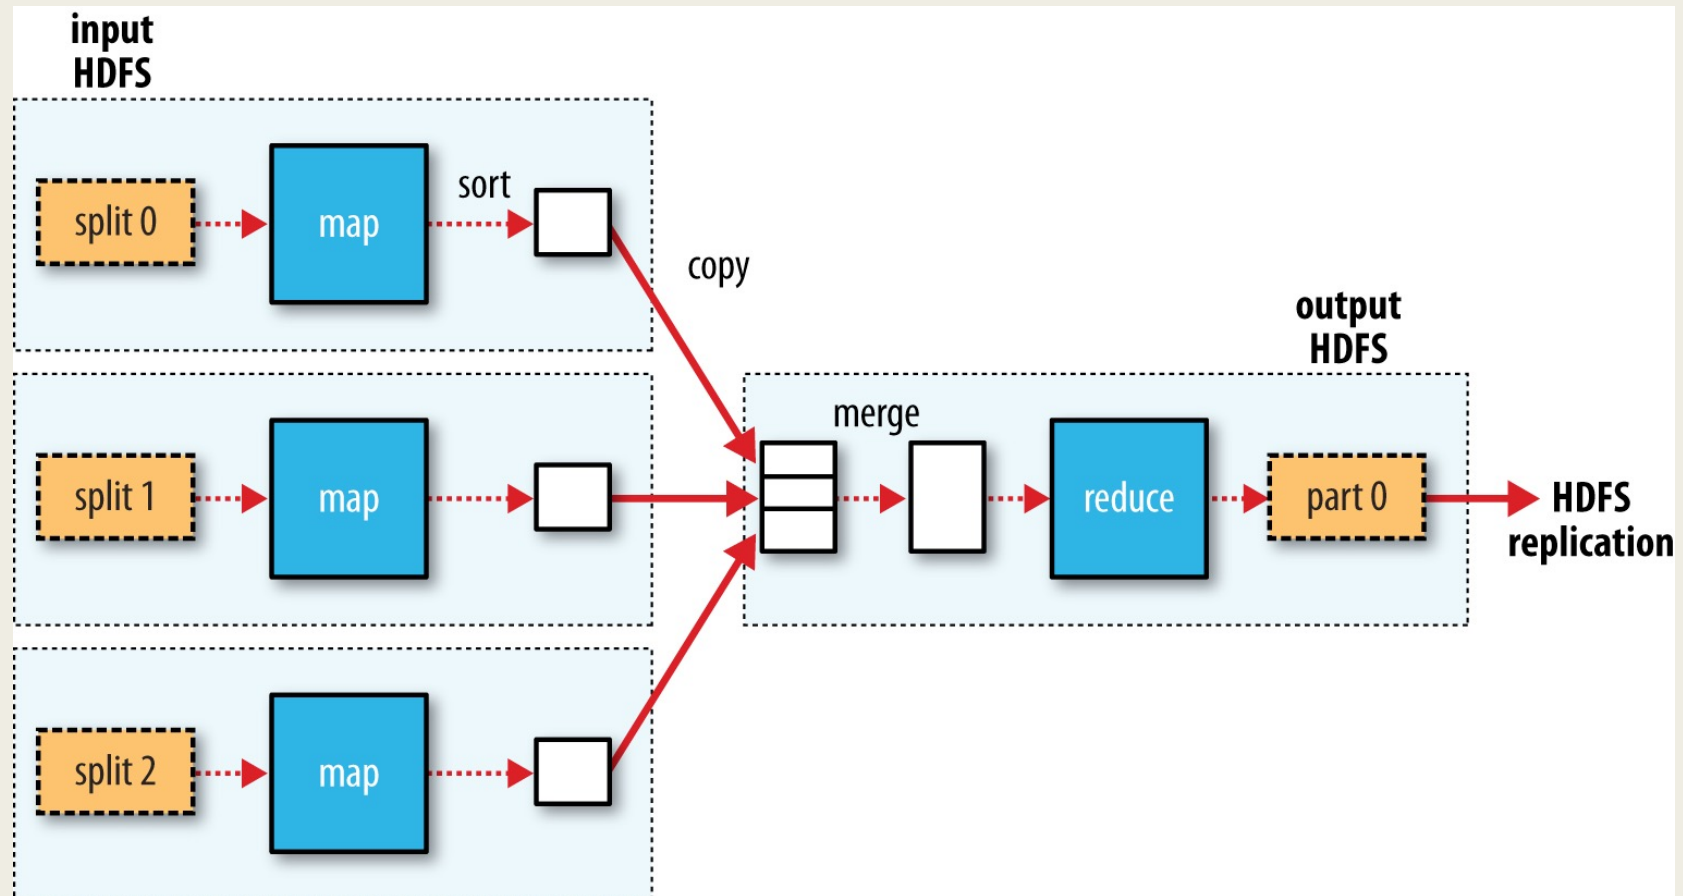 input
HDFS
split 0
map
sort
copy
split 1
map
merge
reduce
output
HDFS
part 0
HDFS
replication
split 2
map